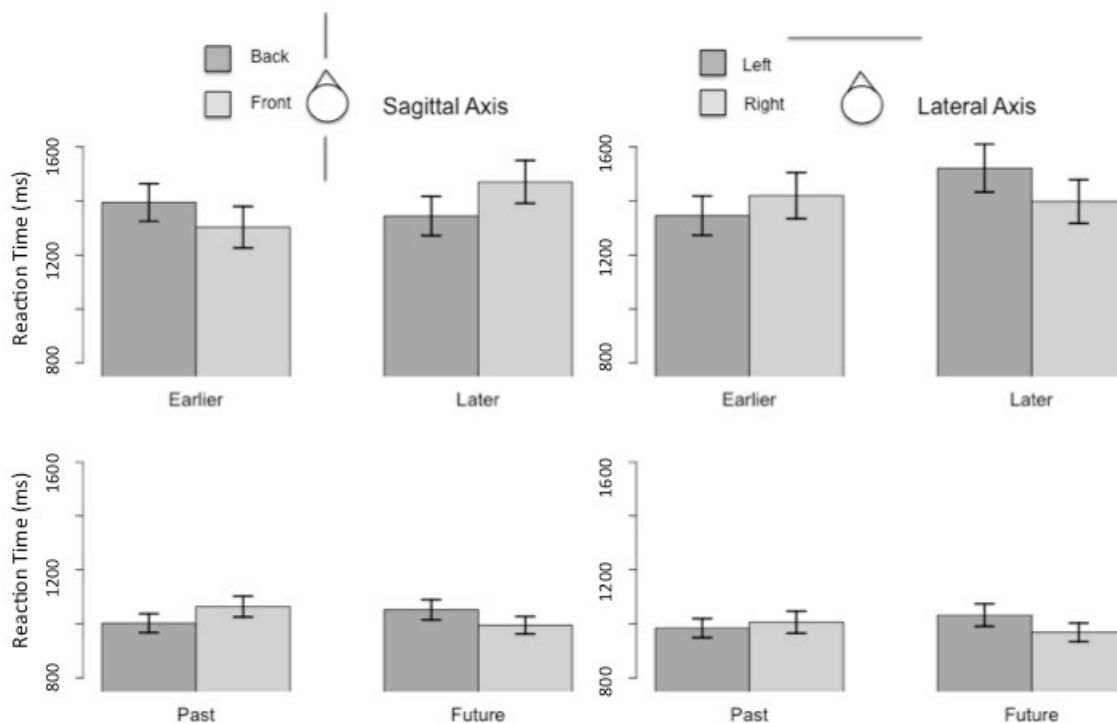 Back
Front
Sagittal Axis
Left
Right
Lateral Axis
Reaction Time (ms)
1600
1200
800
Earlier
Later
1600
1200
800
Earlier
Later
Reaction Time (ms)
1600
1200
800
Past
Future
1600
1200
800
Past
Future